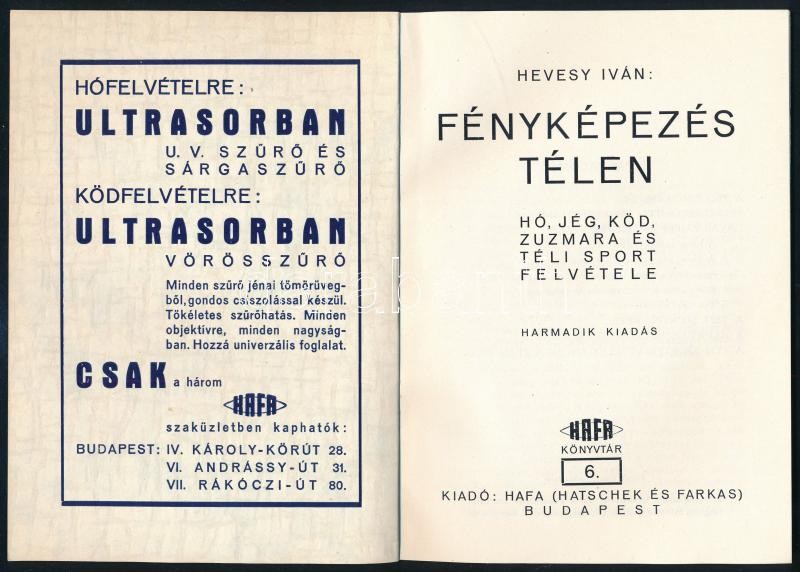 HÓFELVÉTELRE:
ULTRASORBAN
U. V. SZŰRŐ ÉS
SÁRGASZŰRŐ
KÖDFELVÉTELRE:
ULTRASORBAN
VÖRÖSSZŰRŐ
Minden szűrő jénai tömörüveg-
ből, gondos csiszolással készül.
Tökéletes szűrőhatás. Minden
objektívre, minden nagyság-
ban. Hozzá univerzális foglalat.
CSAK a három
HAFA
szaküzletben kaphatók:
BUDAPEST: IV. KÁROLY-KÖRÚT 28.
VI. ANDRÁSSY-ÚT 31.
VII. RÁKÓCZI-ÚT 80.
HEVESY IVÁN:
FÉNYKÉPEZÉS
TÉLEN
HÓ, JÉG, KÖD,
ZUZMARA ÉS
TÉLI SPORT
FELVÉTELE
HARMADIK KIADÁS
HAFA
KÖNYVTÁR
6.
KIADÓ: HAFA (HATSCHEK ÉS FARKAS)
BUDAPEST